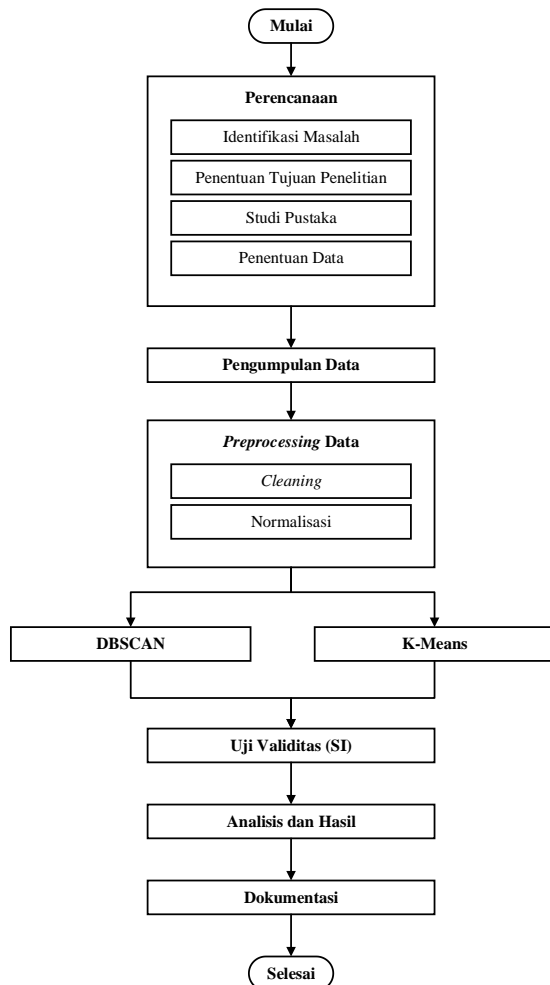 Mulai
Perencanaan
Identifikasi Masalah
Penentuan Tujuan Penelitian
Studi Pustaka
Penentuan Data
Pengumpulan Data
Preprocessing Data
Cleaning
Normalisasi
DBSCAN
K-Means
Uji Validitas (SI)
Analisis dan Hasil
Dokumentasi
Selesai